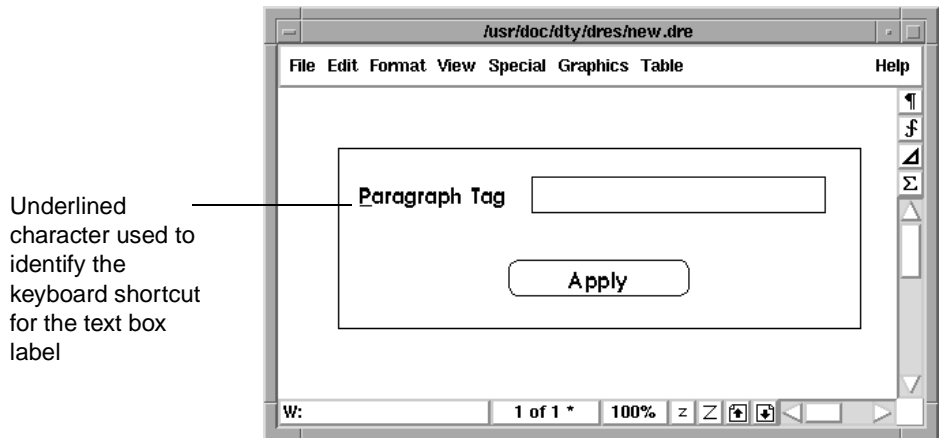 /usr/doc/dty/dres/new.dre
File Edit Format View Special Graphics Table Help
¶
Σ
Paragraph Tag
Apply
Underlined
character used to
identify the
keyboard shortcut
for the text box
label
W: 1 of 1 * 100% z Z